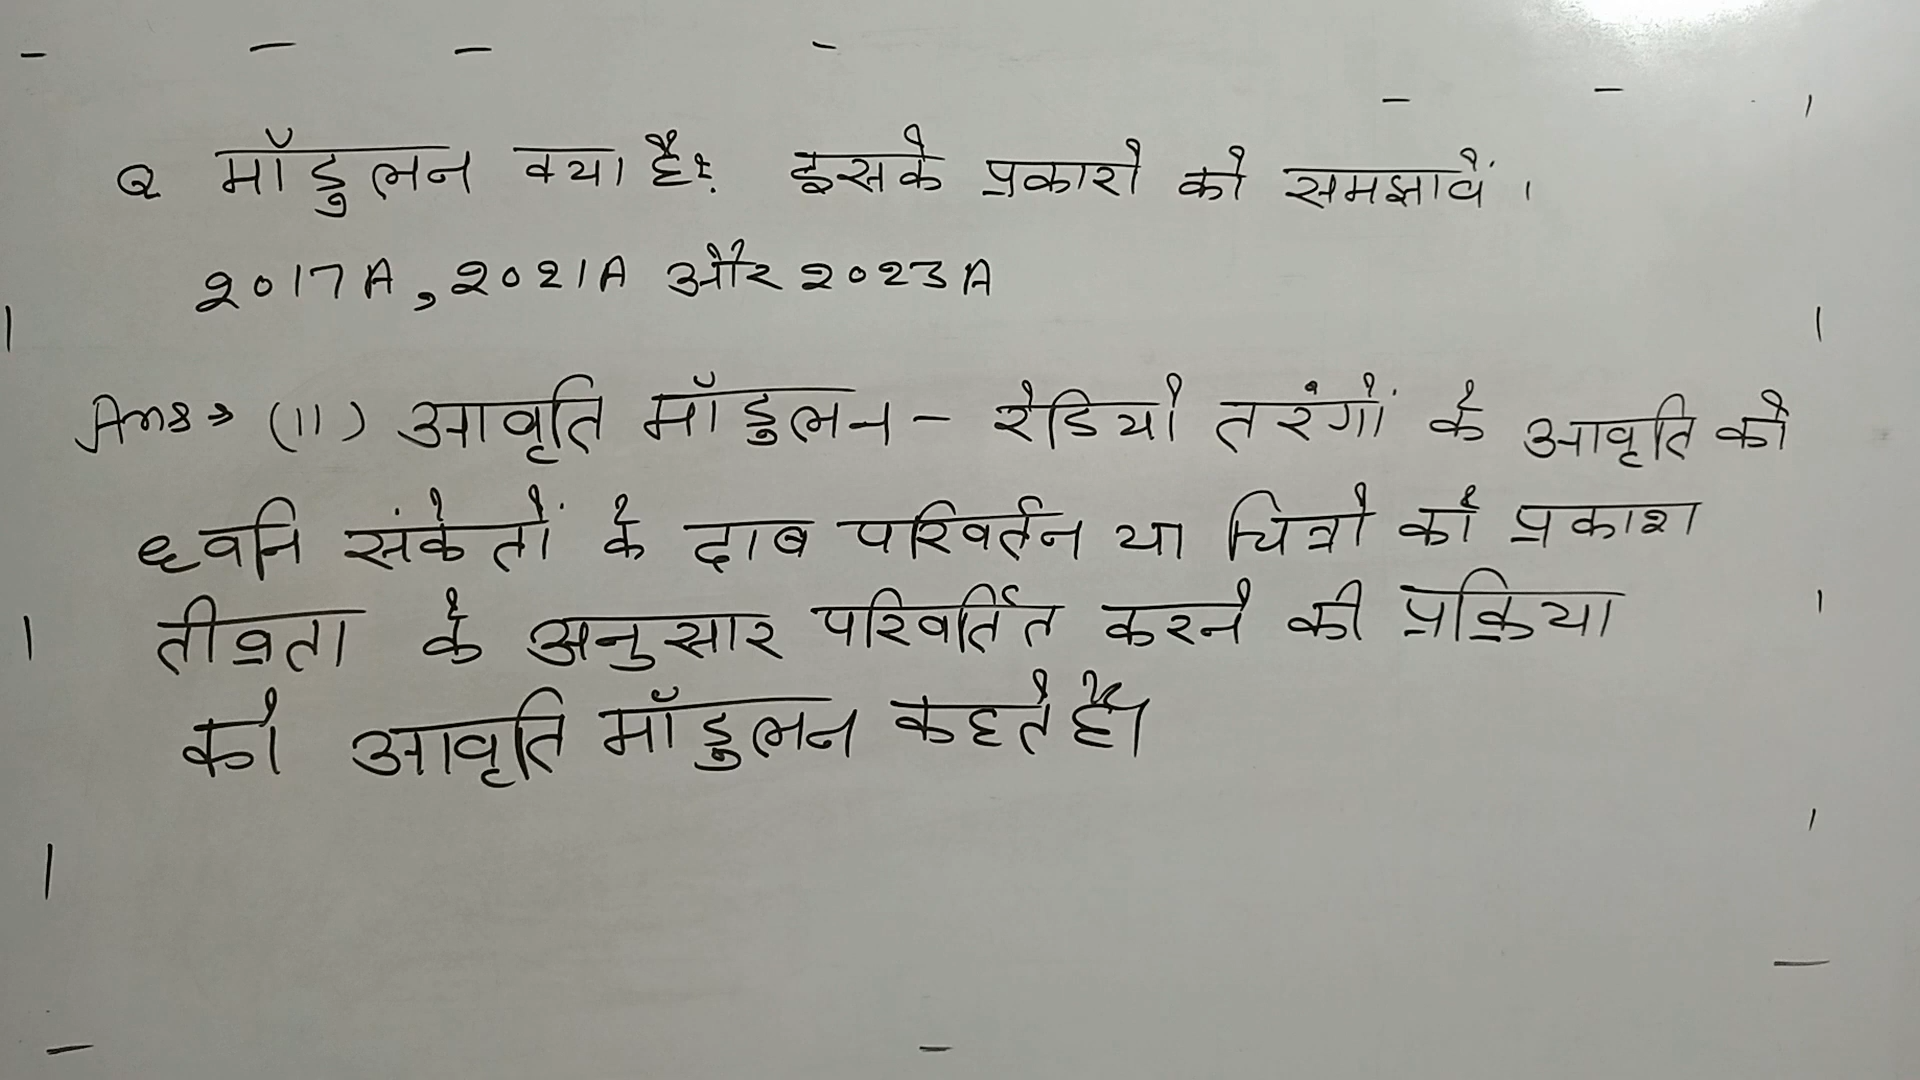 Q मॉडुलन क्या है? इसके प्रकारो को समझावें।
2017A, 2021A और 2023A
Ans→ (11) आवृति मॉडुलन - रेडियो तरंगों के आवृति को
ध्वनि संकेतों के दाब परिवर्तन या चित्रो को प्रकाश
तीव्रता के अनुसार परिवर्तित करने की प्रक्रिया
को आवृति मॉडुलन कहते हैं।